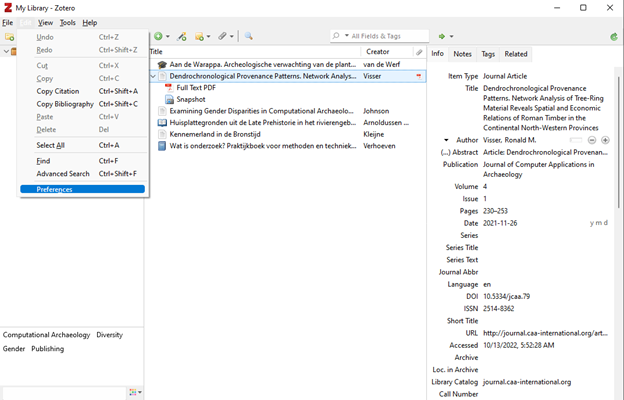 My Library - Zotero
File Edit View Tools Help
All Fields & Tags
Undo Ctrl+Z
Redo Ctrl+Shift+Z
Cut Ctrl+X
Copy Ctrl+C
Copy Citation Ctrl+Shift+A
Copy Bibliography Ctrl+Shift+C
Paste Ctrl+V
Delete Del
Select All Ctrl+A
Find Ctrl+F
Advanced Search Ctrl+Shift+F
Preferences
Computational Archaeology Diversity
Gender Publishing
Title Creator
Aan de Warappa. Archeologische verwachting van de plant... van de Werf
Dendrochronological Provenance Patterns. Network Analys... Visser
Full Text PDF
Snapshot
Examining Gender Disparities in Computational Archaeolo... Johnson
Huisplattegronden uit de Late Prehistorie in het rivierengeb... Arnoldussen ...
Kennemerland in de Bronstijd Kleijne
Wat is onderzoek? Praktijkboek voor methoden en techniek... Verhoeven
Info Notes Tags Related
Item Type Journal Article
Title Dendrochronological Provenance
Patterns. Network Analysis of Tree-Ring
Material Reveals Spatial and Economic
Relations of Roman Timber in the
Continental North-Western Provinces
Author Visser, Ronald M.
(...) Abstract Article: Dendrochronological Provenan...
Publication Journal of Computer Applications in
Archaeology
Volume 4
Issue 1
Pages 230–253
Date 2021-11-26 y m d
Series
Series Title
Series Text
Journal Abbr
Language en
DOI 10.5334/jcaa.79
ISSN 2514-8362
Short Title
URL http://journal.caa-international.org/art...
Accessed 10/13/2022, 5:52:28 AM
Archive
Loc. in Archive
Library Catalog journal.caa-international.org
Call Number